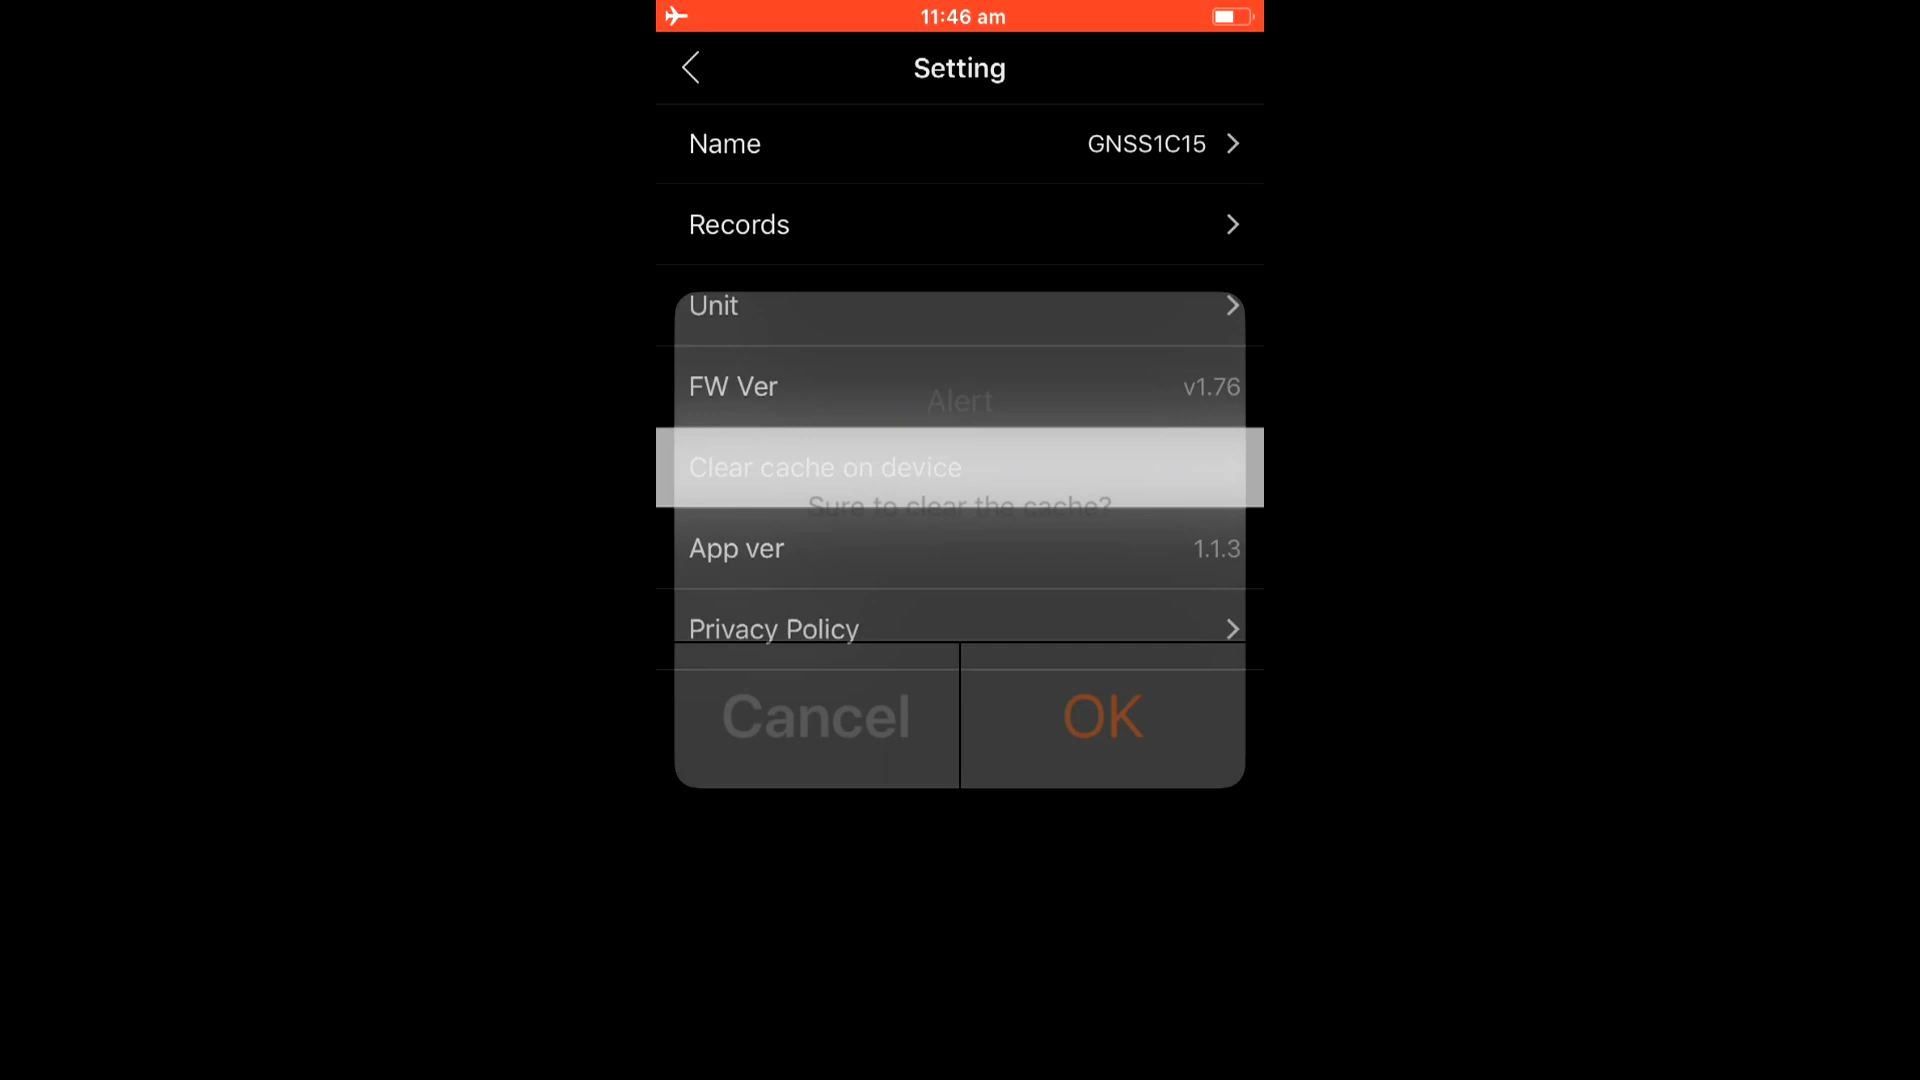 11:46 am
Setting
Name GNSS1C15
Records
Unit
FW Ver v1.76
Alert
Clear cache on device
Sure to clear the cache?
App ver 1.1.3
Privacy Policy
Cancel OK